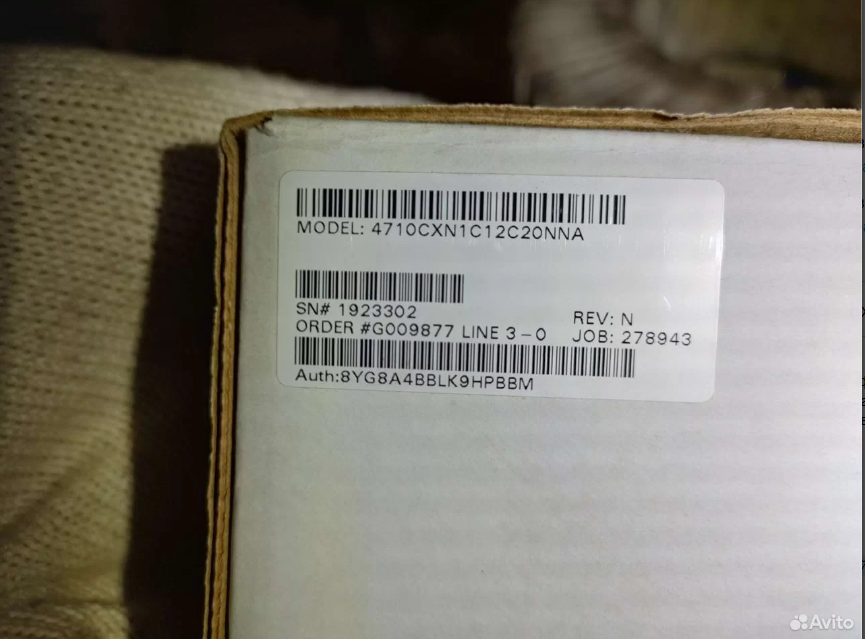 MODEL: 4710CXN1C12C20NNA
SN# 1923302
REV: N
ORDER #G009877 LINE 3-0
JOB: 278943
Auth:8YG8A4BBLK9HPBBM
Avito